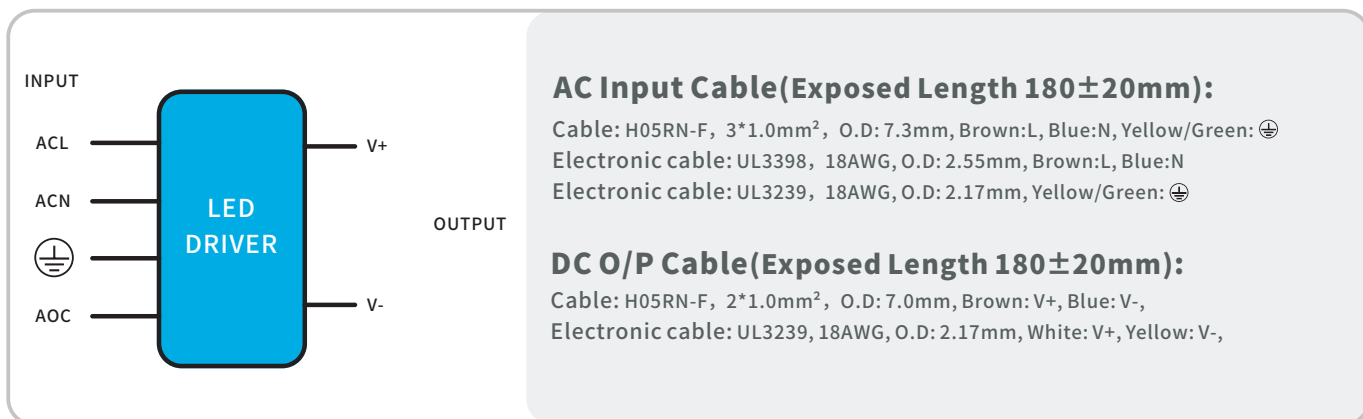 INPUT
ACL
ACN
AOC
LED
DRIVER
V+
V-
OUTPUT
AC Input Cable(Exposed Length 180±20mm):
Cable: H05RN-F, 3*1.0mm², O.D: 7.3mm, Brown:L, Blue:N, Yellow/Green: ⏚
Electronic cable: UL3398, 18AWG, O.D: 2.55mm, Brown:L, Blue:N
Electronic cable: UL3239, 18AWG, O.D: 2.17mm, Yellow/Green: ⏚
DC O/P Cable(Exposed Length 180±20mm):
Cable: H05RN-F, 2*1.0mm², O.D: 7.0mm, Brown: V+, Blue: V-,
Electronic cable: UL3239, 18AWG, O.D: 2.17mm, White: V+, Yellow: V-,